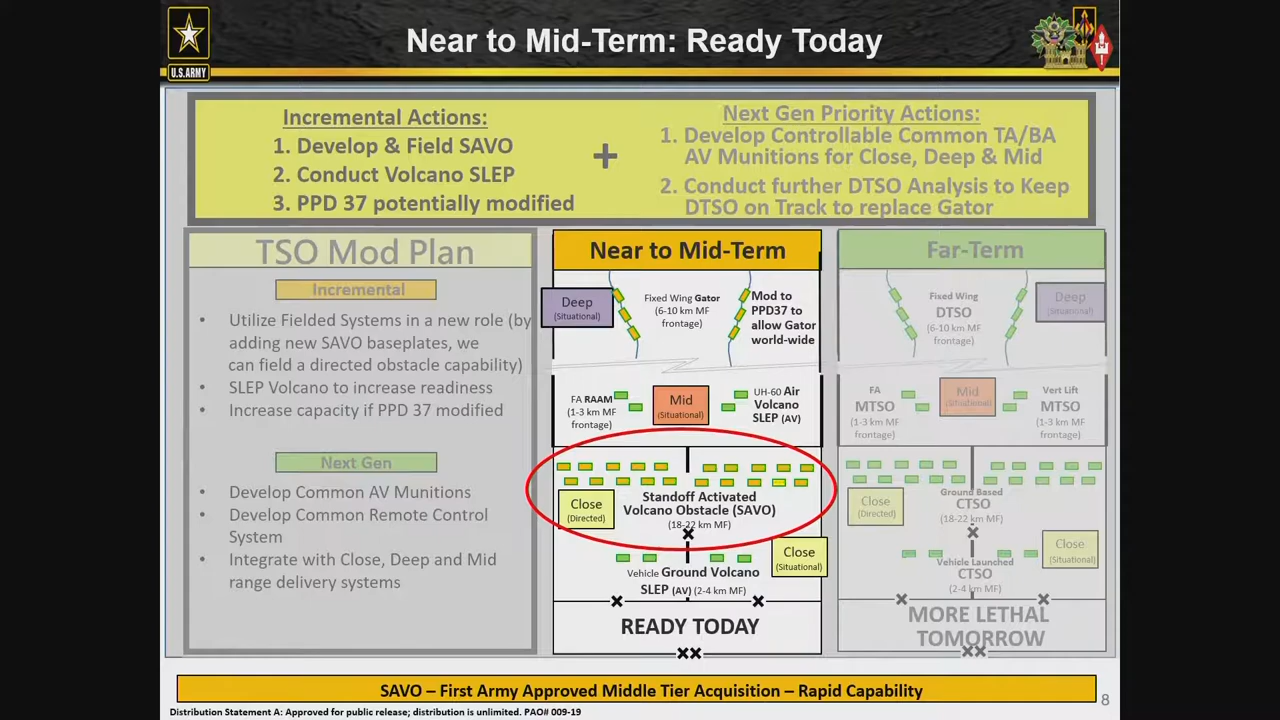 Near to Mid-Term: Ready Today
U.S.ARMY
Incremental Actions:
1. Develop & Field SAVO
2. Conduct Volcano SLEP
3. PPD 37 potentially modified
+
Next Gen Priority Actions:
1. Develop Controllable Common TA/BA
AV Munitions for Close, Deep & Mid
2. Conduct further DTSO Analysis to Keep
DTSO on Track to replace Gator
TSO Mod Plan
Incremental
• Utilize Fielded Systems in a new role (by
adding new SAVO baseplates, we
can field a directed obstacle capability)
• SLEP Volcano to increase readiness
• Increase capacity if PPD 37 modified
Next Gen
• Develop Common AV Munitions
• Develop Common Remote Control
System
• Integrate with Close, Deep and Mid
range delivery systems
Near to Mid-Term
Deep
(Situational)
Fixed Wing Gator
(6-10 km MF
frontage)
Mod to
PPD37 to
allow Gator
world-wide
FA RAAM
(1-3 km MF
frontage)
Mid
(Situational)
UH-60 Air
Volcano
SLEP (AV)
Close
(Directed)
Standoff Activated
Volcano Obstacle (SAVO)
(18-22 km MF)
Close
(Situational)
Vehicle Ground Volcano
SLEP (AV) (2-4 km MF)
READY TODAY
Far-Term
Fixed Wing
DTSO
(6-10 km MF
frontage)
Deep
(Situational)
FA
MTSO
(1-3 km MF
frontage)
Mid
(Situational)
Vert Lift
MTSO
(1-3 km MF
frontage)
Close
(Directed)
Ground Based
CTSO
(18-22 km MF)
Close
(Situational)
Vehicle Launched
CTSO
(2-4 km MF)
MORE LETHAL
TOMORROW
SAVO – First Army Approved Middle Tier Acquisition – Rapid Capability
8
Distribution Statement A: Approved for public release; distribution is unlimited. PAO# 009-19